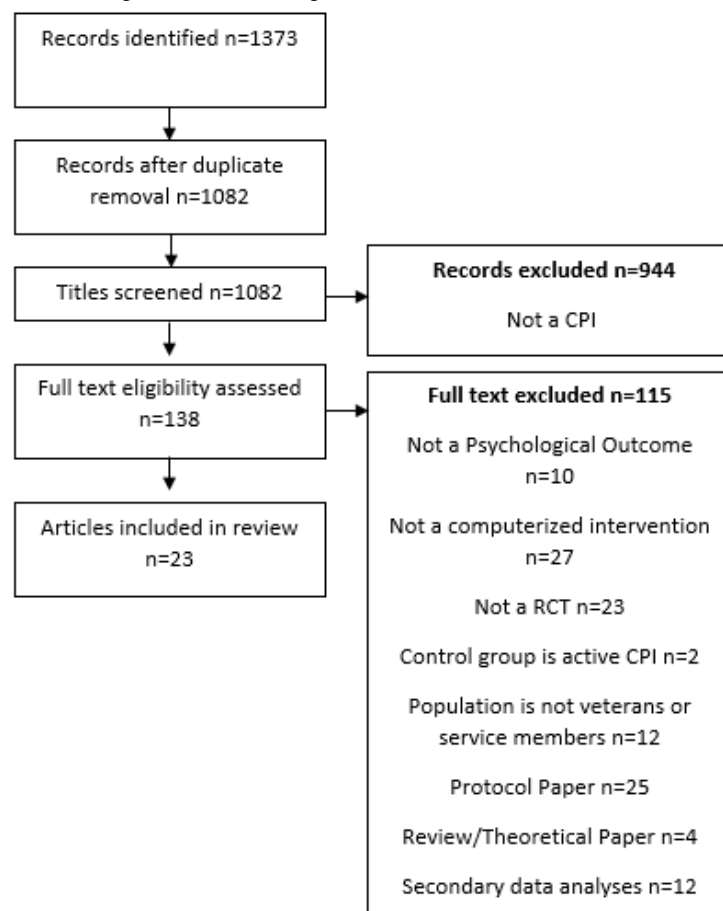 Records identified n=1373
Records after duplicate
removal n=1082
Titles screened n=1082
Records excluded n=944
Not a CPI
Full text eligibility assessed
n=138
Full text excluded n=115
Not a Psychological Outcome
n=10
Not a computerized intervention
n=27
Not a RCT n=23
Control group is active CPI n=2
Population is not veterans or
service members n=12
Protocol Paper n=25
Review/Theoretical Paper n=4
Secondary data analyses n=12
Articles included in review
n=23